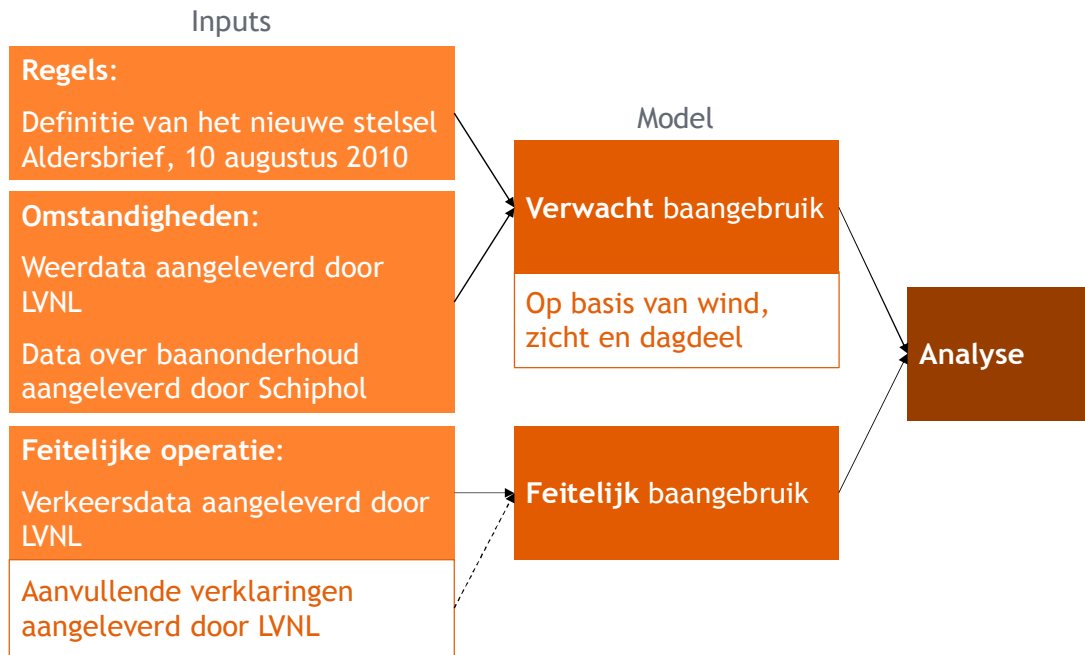 Inputs
Regels:
Definitie van het nieuwe stelsel
Aldersbrief, 10 augustus 2010
Omstandigheden:
Weerdata aangeleverd door
LVNL
Data over baanonderhoud
aangeleverd door Schiphol
Feitelijke operatie:
Verkeersdata aangeleverd door
LVNL
Aanvullende verklaringen
aangeleverd door LVNL
Model
Verwacht baangebruik
Op basis van wind,
zicht en dagdeel
Feitelijk baangebruik
Analyse